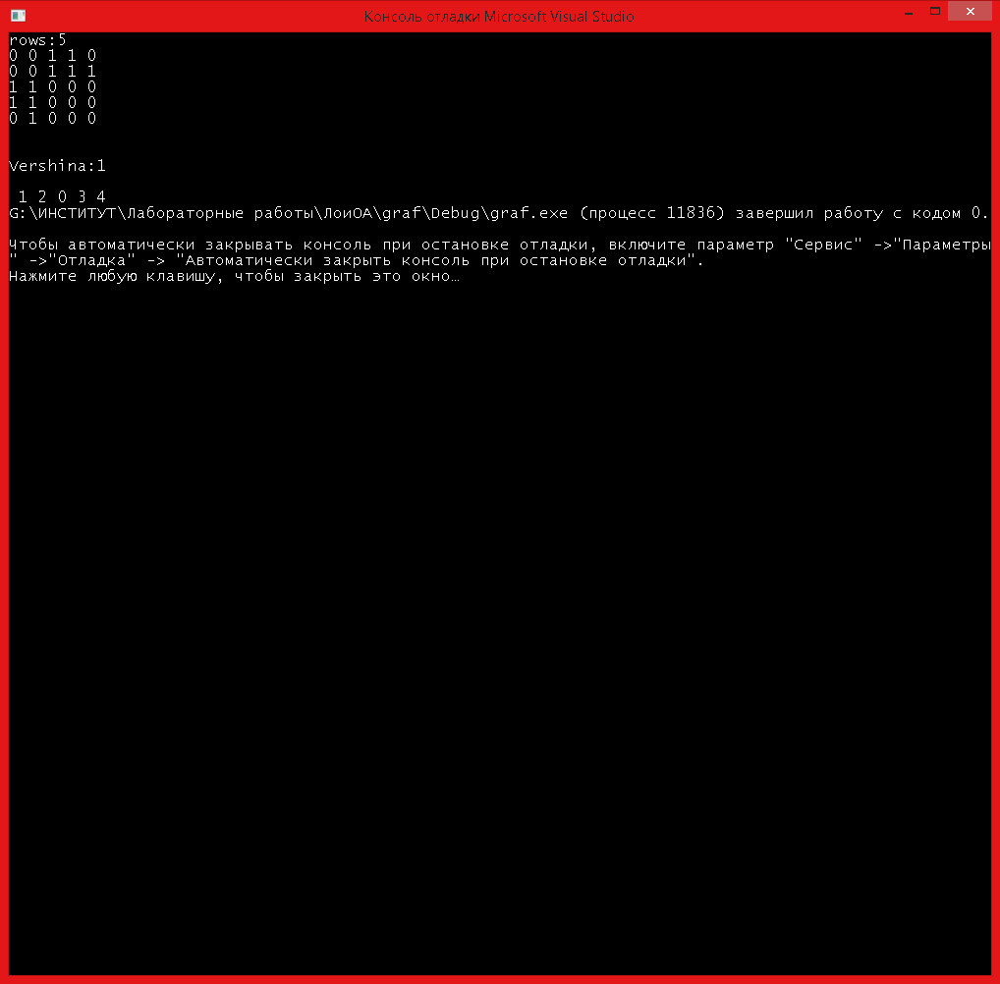 Консоль отладки Microsoft Visual Studio
rows:5
0 0 1 1 0
0 0 1 1 1
1 1 0 0 0
1 1 0 0 0
0 1 0 0 0
Vershina:1
1 2 0 3 4
G:\ИНСТИТУТ\Лабораторные работы\ЛоиОА\graf\Debug\graf.exe (процесс 11836) завершил работу с кодом 0.
Чтобы автоматически закрывать консоль при остановке отладки, включите параметр "Сервис" ->"Параметры
" ->"Отладка" -> "Автоматически закрыть консоль при остановке отладки".
Нажмите любую клавишу, чтобы закрыть это окно…